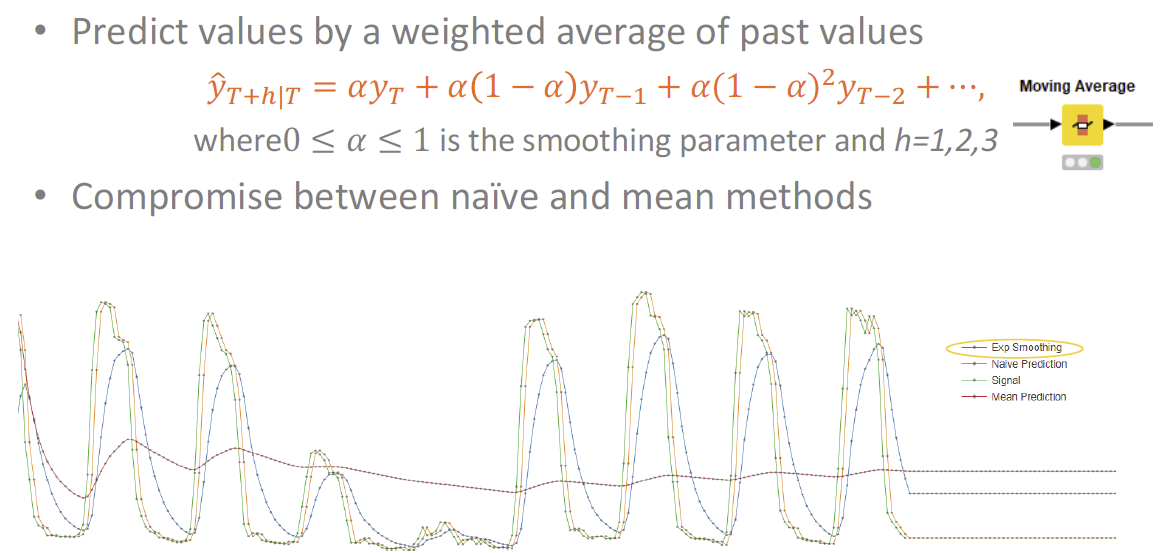 • Predict values by a weighted average of past values
ŷ_{T+h|T} = αy_T + α(1 − α)y_{T−1} + α(1 − α)²y_{T−2} + ⋯,
Moving Average
where0 ≤ α ≤ 1 is the smoothing parameter and h=1,2,3
• Compromise between naïve and mean methods
Exp Smoothing
Naive Prediction
Signal
Mean Prediction